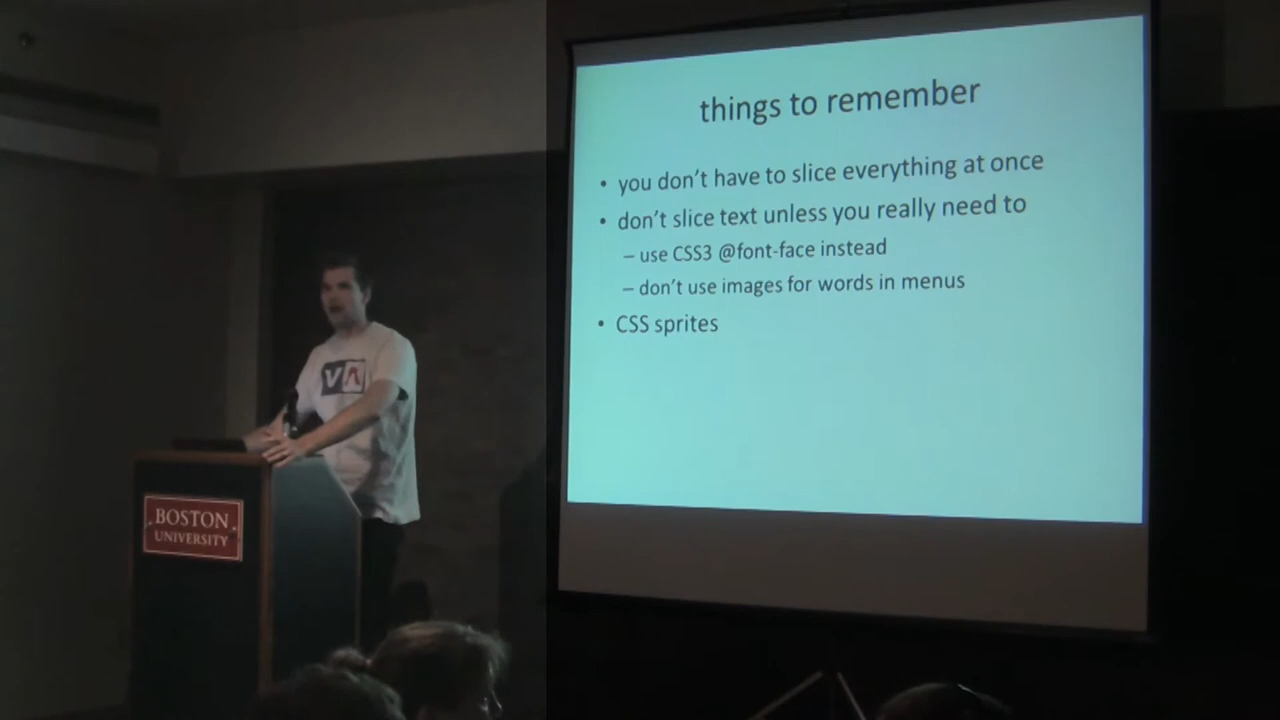 things to remember
• you don't have to slice everything at once
• don't slice text unless you really need to
– use CSS3 @font-face instead
– don't use images for words in menus
• CSS sprites
VA
BOSTON
UNIVERSITY